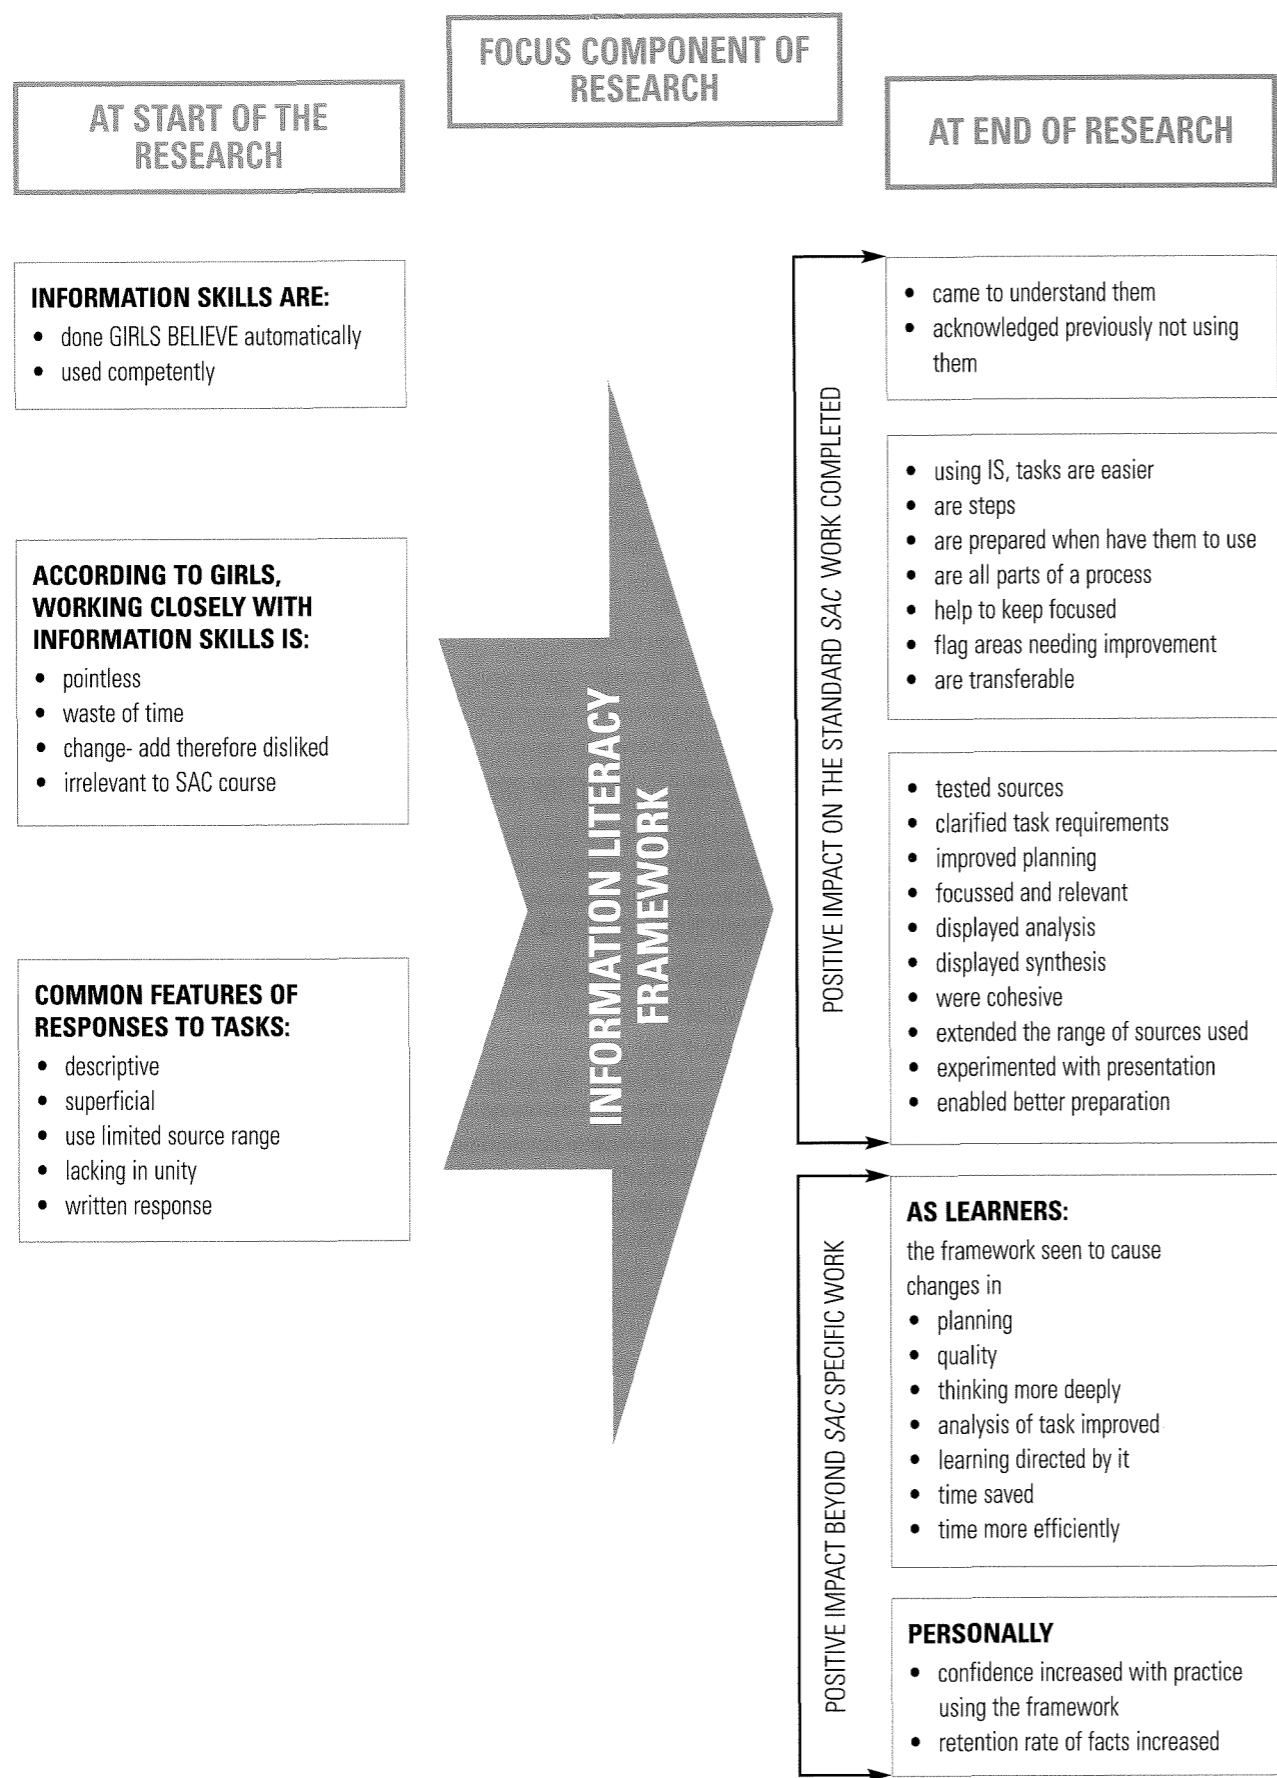 FOCUS COMPONENT OF
RESEARCH
AT START OF THE
RESEARCH
AT END OF RESEARCH
INFORMATION SKILLS ARE:
• done GIRLS BELIEVE automatically
• used competently
ACCORDING TO GIRLS,
WORKING CLOSELY WITH
INFORMATION SKILLS IS:
• pointless
• waste of time
• change- add therefore disliked
• irrelevant to SAC course
COMMON FEATURES OF
RESPONSES TO TASKS:
• descriptive
• superficial
• use limited source range
• lacking in unity
• written response
INFORMATION LITERACY
FRAMEWORK
POSITIVE IMPACT ON THE STANDARD SAC WORK COMPLETED
• came to understand them
• acknowledged previously not using
them
• using IS, tasks are easier
• are steps
• are prepared when have them to use
• are all parts of a process
• help to keep focused
• flag areas needing improvement
• are transferable
• tested sources
• clarified task requirements
• improved planning
• focussed and relevant
• displayed analysis
• displayed synthesis
• were cohesive
• extended the range of sources used
• experimented with presentation
• enabled better preparation
POSITIVE IMPACT BEYOND SAC SPECIFIC WORK
AS LEARNERS:
the framework seen to cause
changes in
• planning
• quality
• thinking more deeply
• analysis of task improved
• learning directed by it
• time saved
• time more efficiently
PERSONALLY
• confidence increased with practice
using the framework
• retention rate of facts increased